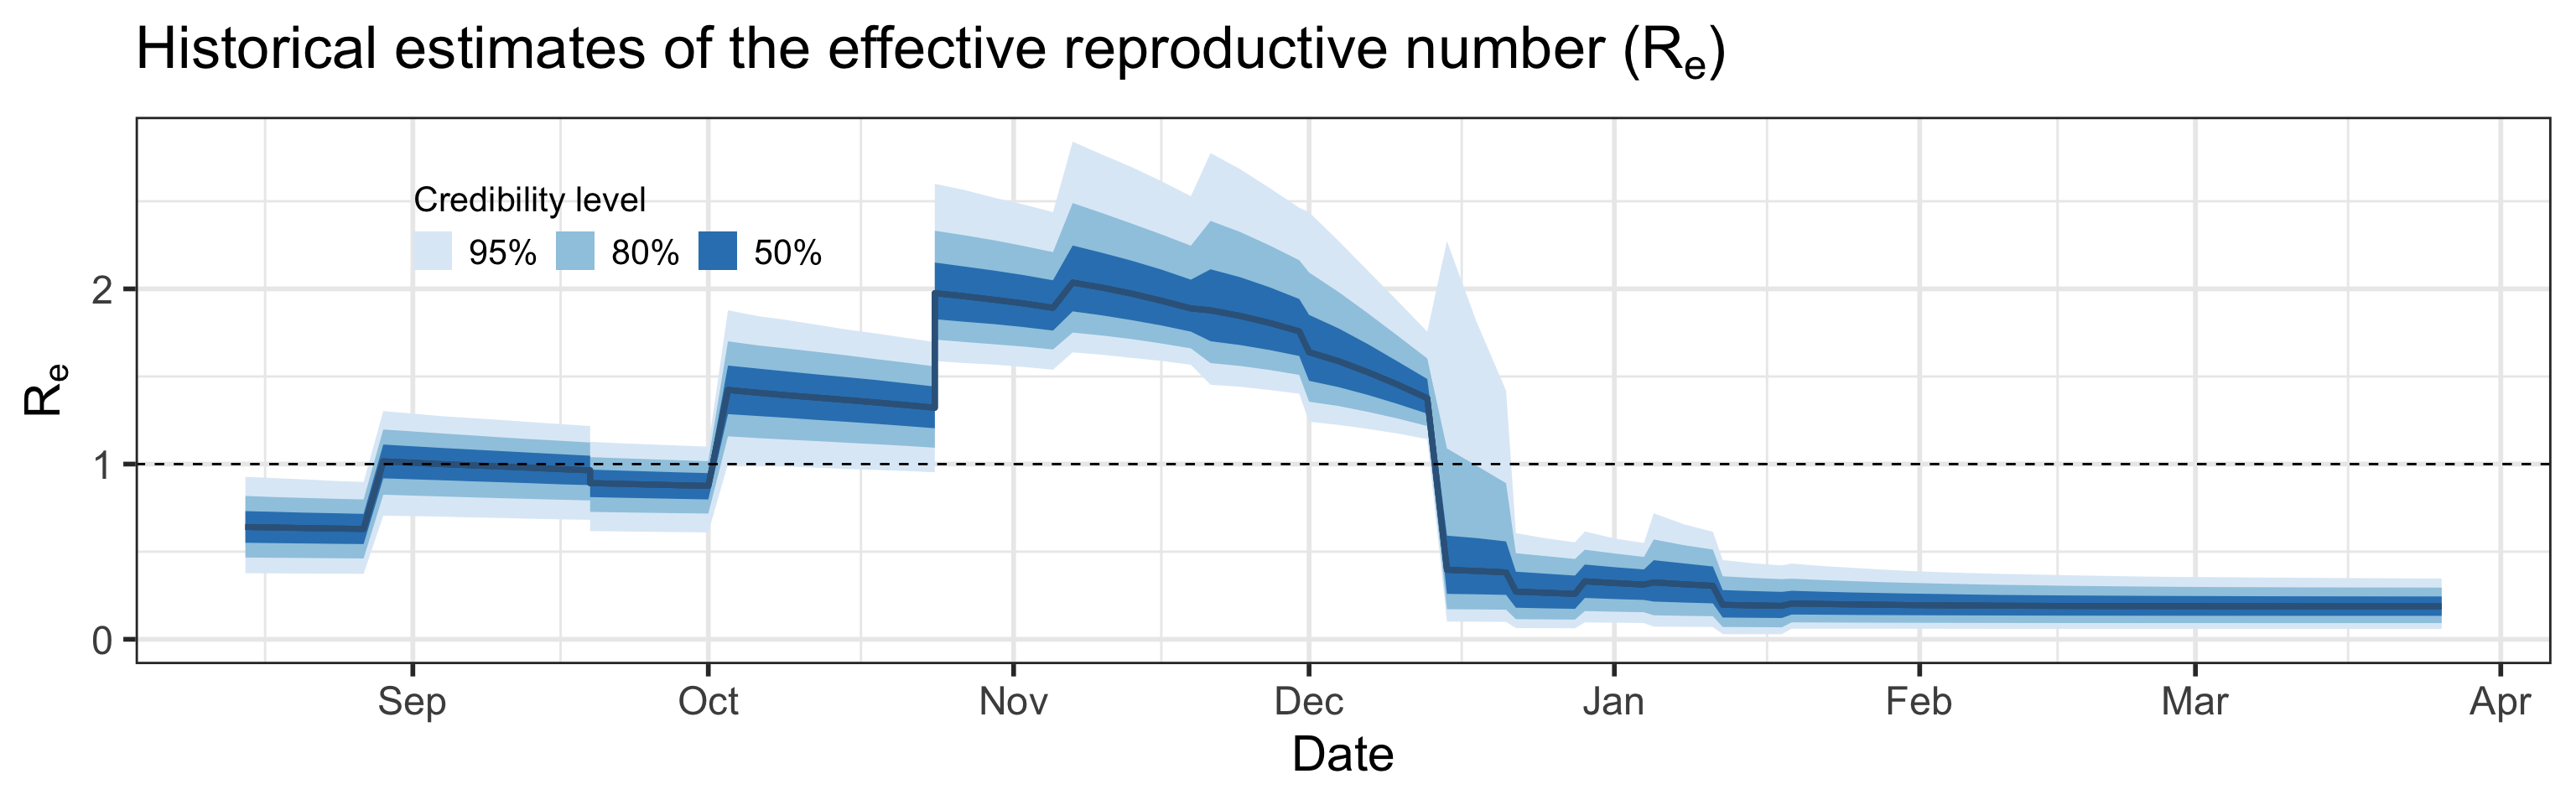 Historical estimates of the effective reproductive number (Re)
Credibility level
95% 80% 50%
2
1
0
Re
Sep Oct Nov Dec Jan Feb Mar Apr
Date